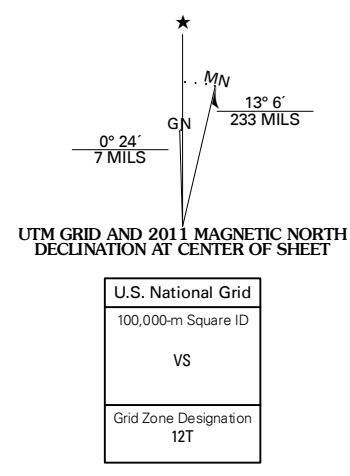 ★
MN
GN
13° 6´
233 MILS
0° 24´
7 MILS
UTM GRID AND 2011 MAGNETIC NORTH
DECLINATION AT CENTER OF SHEET
U.S. National Grid
100,000-m Square ID
VS
Grid Zone Designation
12T